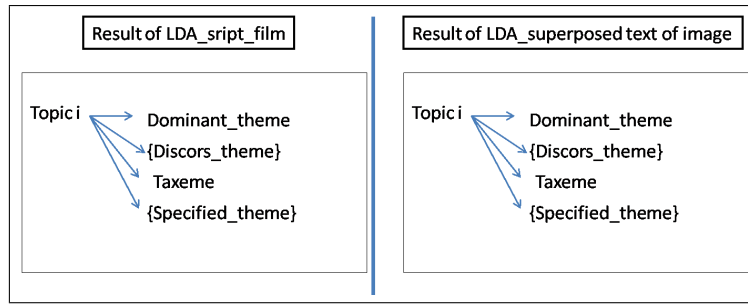 Result of LDA_sript_film
Topic i
Dominant_theme
{Discors_theme}
Taxeme
{Specified_theme}
Result of LDA_superposed text of image
Topic i
Dominant_theme
{Discors_theme}
Taxeme
{Specified_theme}